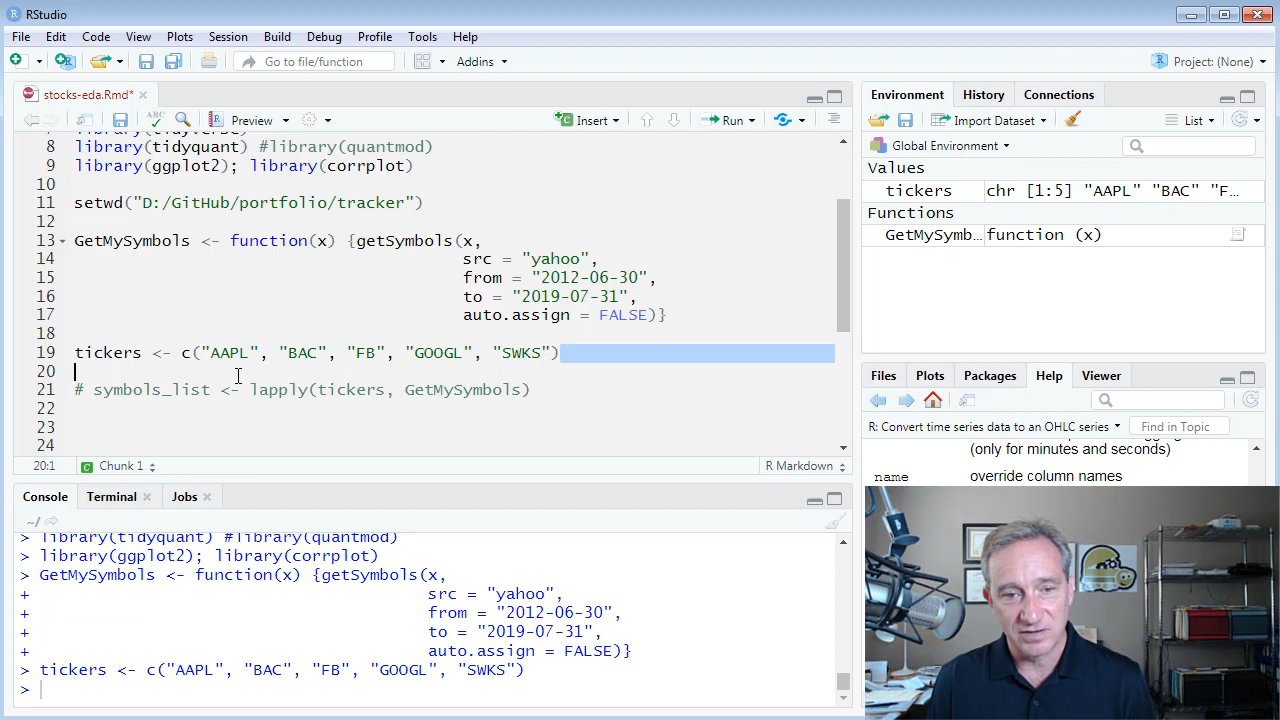 RStudio
File Edit Code View Plots Session Build Debug Profile Tools Help
Go to file/function Addins Project: (None)
stocks-eda.Rmd*
Preview Insert Run
library(tidyverse)
8 library(tidyquant) #library(quantmod)
9 library(ggplot2); library(corrplot)
10
11 setwd("D:/GitHub/portfolio/tracker")
12
13 GetMySymbols <- function(x) {getSymbols(x,
14 src = "yahoo",
15 from = "2012-06-30",
16 to = "2019-07-31",
17 auto.assign = FALSE)}
18
19 tickers <- c("AAPL", "BAC", "FB", "GOOGL", "SWKS")
20
21 # symbols_list <- lapply(tickers, GetMySymbols)
22
23
24
20:1 Chunk 1 R Markdown
Console Terminal Jobs
~/
> library(tidyquant) #library(quantmod)
> library(ggplot2); library(corrplot)
> GetMySymbols <- function(x) {getSymbols(x,
+ src = "yahoo",
+ from = "2012-06-30",
+ to = "2019-07-31",
+ auto.assign = FALSE)}
> tickers <- c("AAPL", "BAC", "FB", "GOOGL", "SWKS")
>
Environment History Connections
Import Dataset List
Global Environment
Values
tickers chr [1:5] "AAPL" "BAC" "F…
Functions
GetMySymb… function (x)
Files Plots Packages Help Viewer
R: Convert time series data to an OHLC series Find in Topic
(only for minutes and seconds)
name override column names